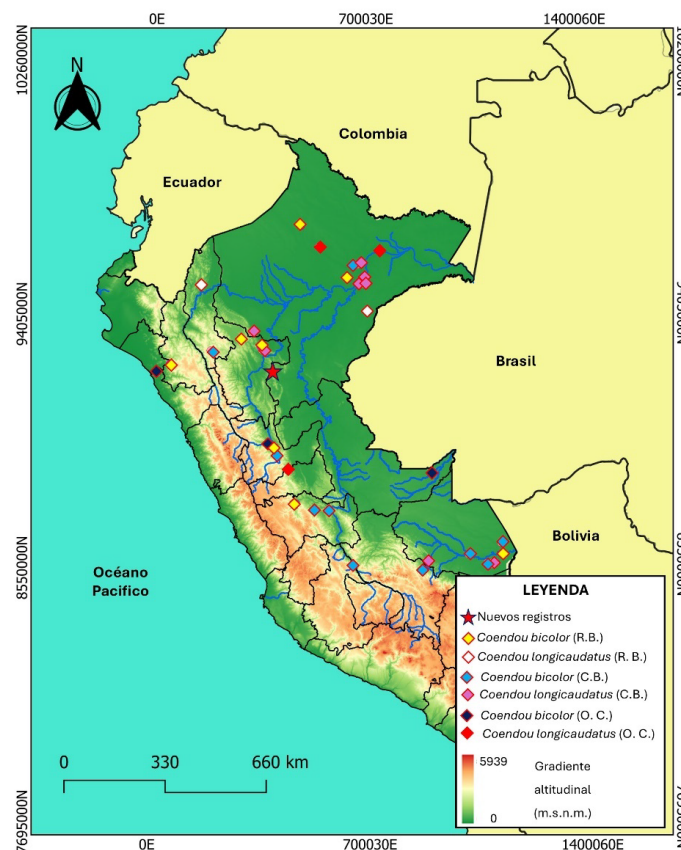 0E 700030E 1400060E
10260000N
N
Colombia
Ecuador
9405000N
Brasil
Bolivia
8550000N
Océano
Pacifico
LEYENDA
Nuevos registros
Coendou bicolor (R.B.)
Coendou longicaudatus (R. B.)
Coendou bicolor (C.B.)
Coendou longicaudatus (C.B.)
Coendou bicolor (O. C.)
Coendou longicaudatus (O. C.)
5939 Gradiente
altitudinal
0 (m.s.n.m.)
0 330 660 km
7695000N
0E 700030E 1400060E